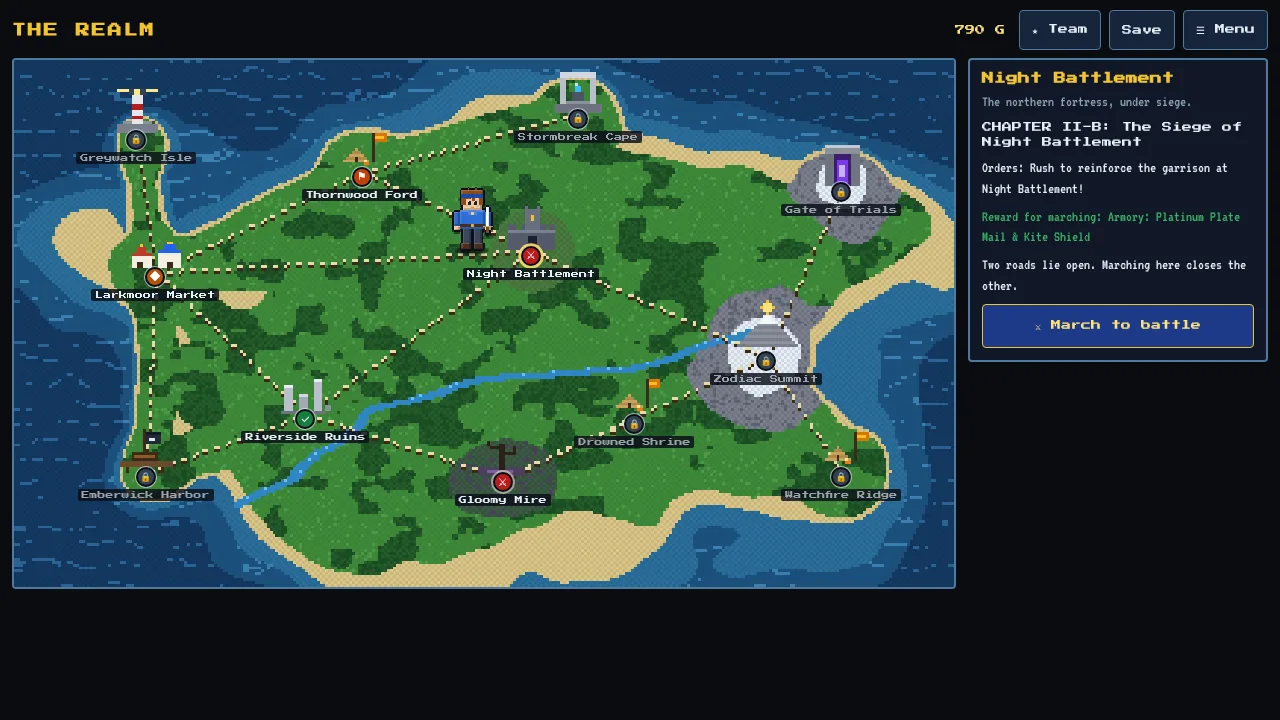 THE REALM
790 G
★ Team
Save
☰ Menu
Greywatch Isle
Stormbreak Cape
Thornwood Ford
Gate of Trials
Night Battlement
Larkmoor Market
Zodiac Summit
Riverside Ruins
Drowned Shrine
Emberwick Harbor
Gloomy Mire
Watchfire Ridge
Night Battlement
The northern fortress, under siege.
CHAPTER II-B: The Siege of
Night Battlement
Orders: Rush to reinforce the garrison at
Night Battlement!
Reward for marching: Armory: Platinum Plate
Mail & Kite Shield
Two roads lie open. Marching here closes the
other.
⚔ March to battle